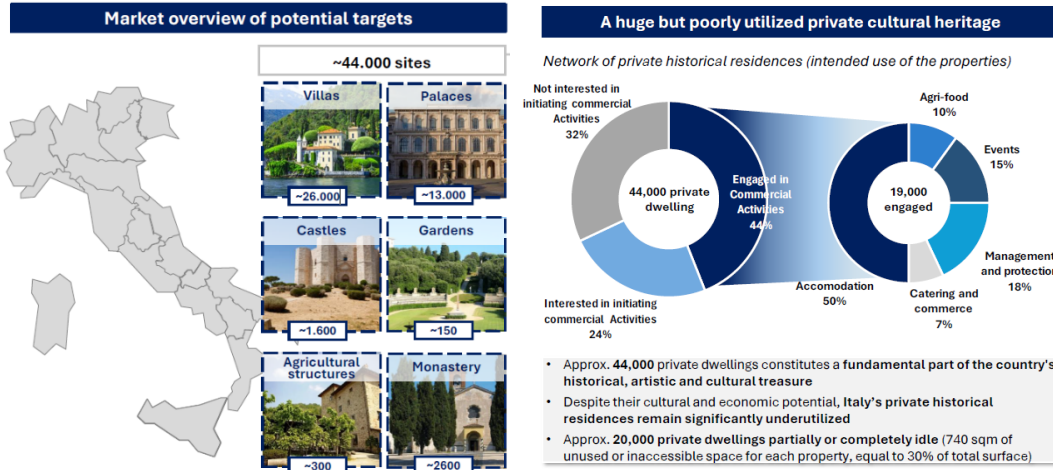 Market overview of potential targets
~44.000 sites
Villas
~26.000
Palaces
~13.000
Castles
~1.600
Gardens
~150
Agricultural
structures
~300
Monastery
~2600
A huge but poorly utilized private cultural heritage
Network of private historical residences (intended use of the properties)
Not interested in
initiating commercial
Activities
32%
44,000 private
dwelling
Engaged in
Commercial
Activities
44%
Interested in initiating
commercial Activities
24%
Agri-food
10%
Events
15%
19,000
engaged
Management
and protection
18%
Accomodation
50%
Catering and
commerce
7%
• Approx. 44,000 private dwellings constitutes a fundamental part of the country's
historical, artistic and cultural treasure
• Despite their cultural and economic potential, Italy's private historical
residences remain significantly underutilized
• Approx. 20,000 private dwellings partially or completely idle (740 sqm of
unused or inaccessible space for each property, equal to 30% of total surface)